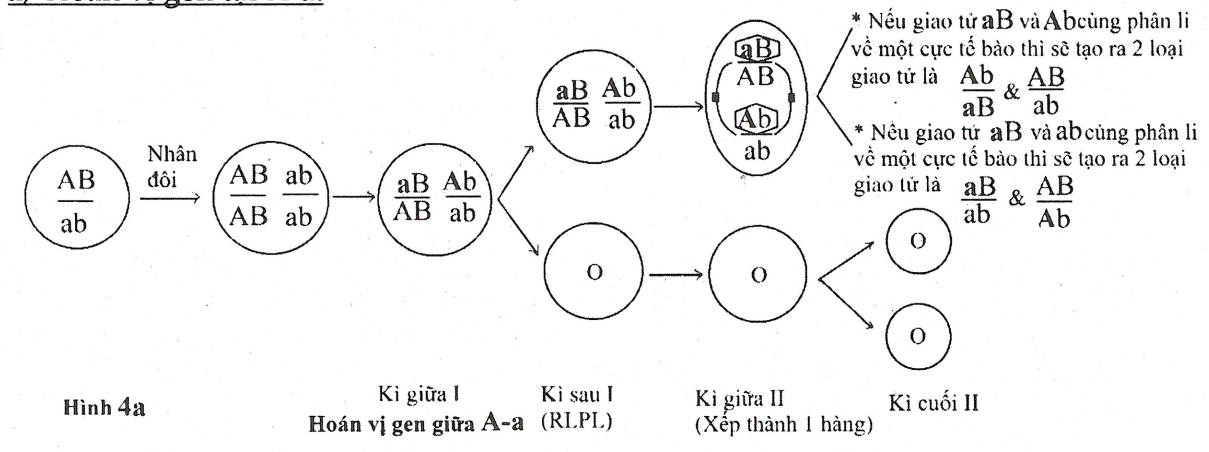 * Nếu giao tử aB và Abcùng phân li
về một cực tế bào thì sẽ tạo ra 2 loại
giao tử là Ab/aB & AB/ab
* Nếu giao tử aB và abcùng phân li
về một cực tế bào thì sẽ tạo ra 2 loại
giao tử là aB/ab & AB/Ab
AB
ab
Nhân
đôi
AB ab
AB ab
aB Ab
AB ab
aB Ab
AB ab
aB
AB
Ab
ab
O
O
O
O
Hình 4a
Kì giữa I
Hoán vị gen giữa A-a
Kì sau I
(RLPL)
Kì giữa II
(Xếp thành 1 hàng)
Kì cuối II